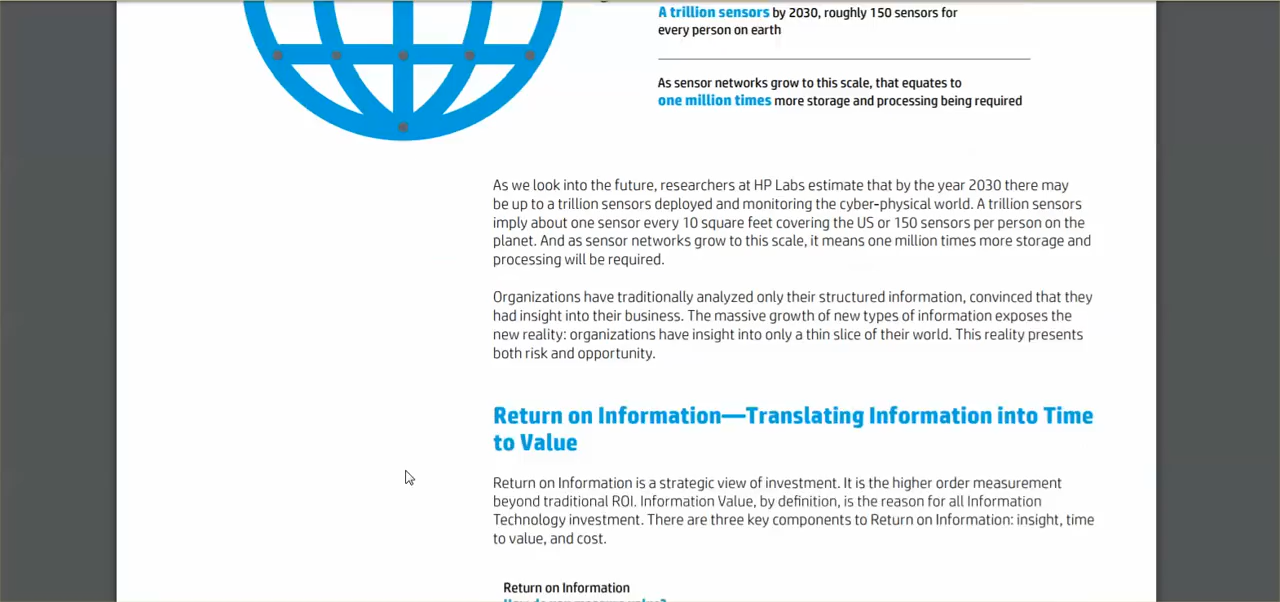 A trillion sensors by 2030, roughly 150 sensors for
every person on earth
As sensor networks grow to this scale, that equates to
one million times more storage and processing being required
As we look into the future, researchers at HP Labs estimate that by the year 2030 there may
be up to a trillion sensors deployed and monitoring the cyber-physical world. A trillion sensors
imply about one sensor every 10 square feet covering the US or 150 sensors per person on the
planet. And as sensor networks grow to this scale, it means one million times more storage and
processing will be required.
Organizations have traditionally analyzed only their structured information, convinced that they
had insight into their business. The massive growth of new types of information exposes the
new reality: organizations have insight into only a thin slice of their world. This reality presents
both risk and opportunity.
Return on Information—Translating Information into Time
to Value
Return on Information is a strategic view of investment. It is the higher order measurement
beyond traditional ROI. Information Value, by definition, is the reason for all Information
Technology investment. There are three key components to Return on Information: insight, time
to value, and cost.
Return on Information